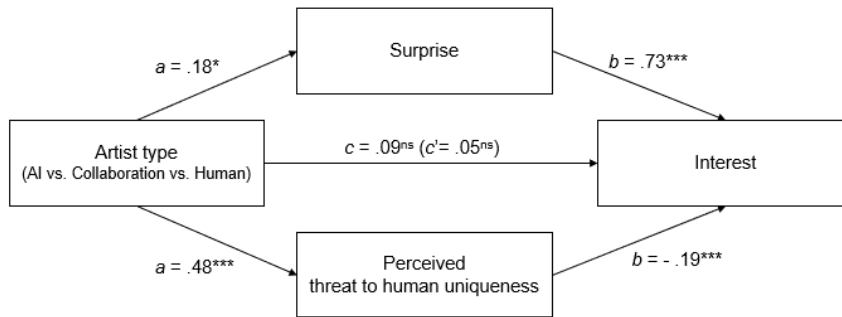 Surprise
a = .18*
b = .73***
Artist type
(AI vs. Collaboration vs. Human)
c = .09ⁿˢ (c'= .05ⁿˢ)
Interest
a = .48***
Perceived
threat to human uniqueness
b = - .19***